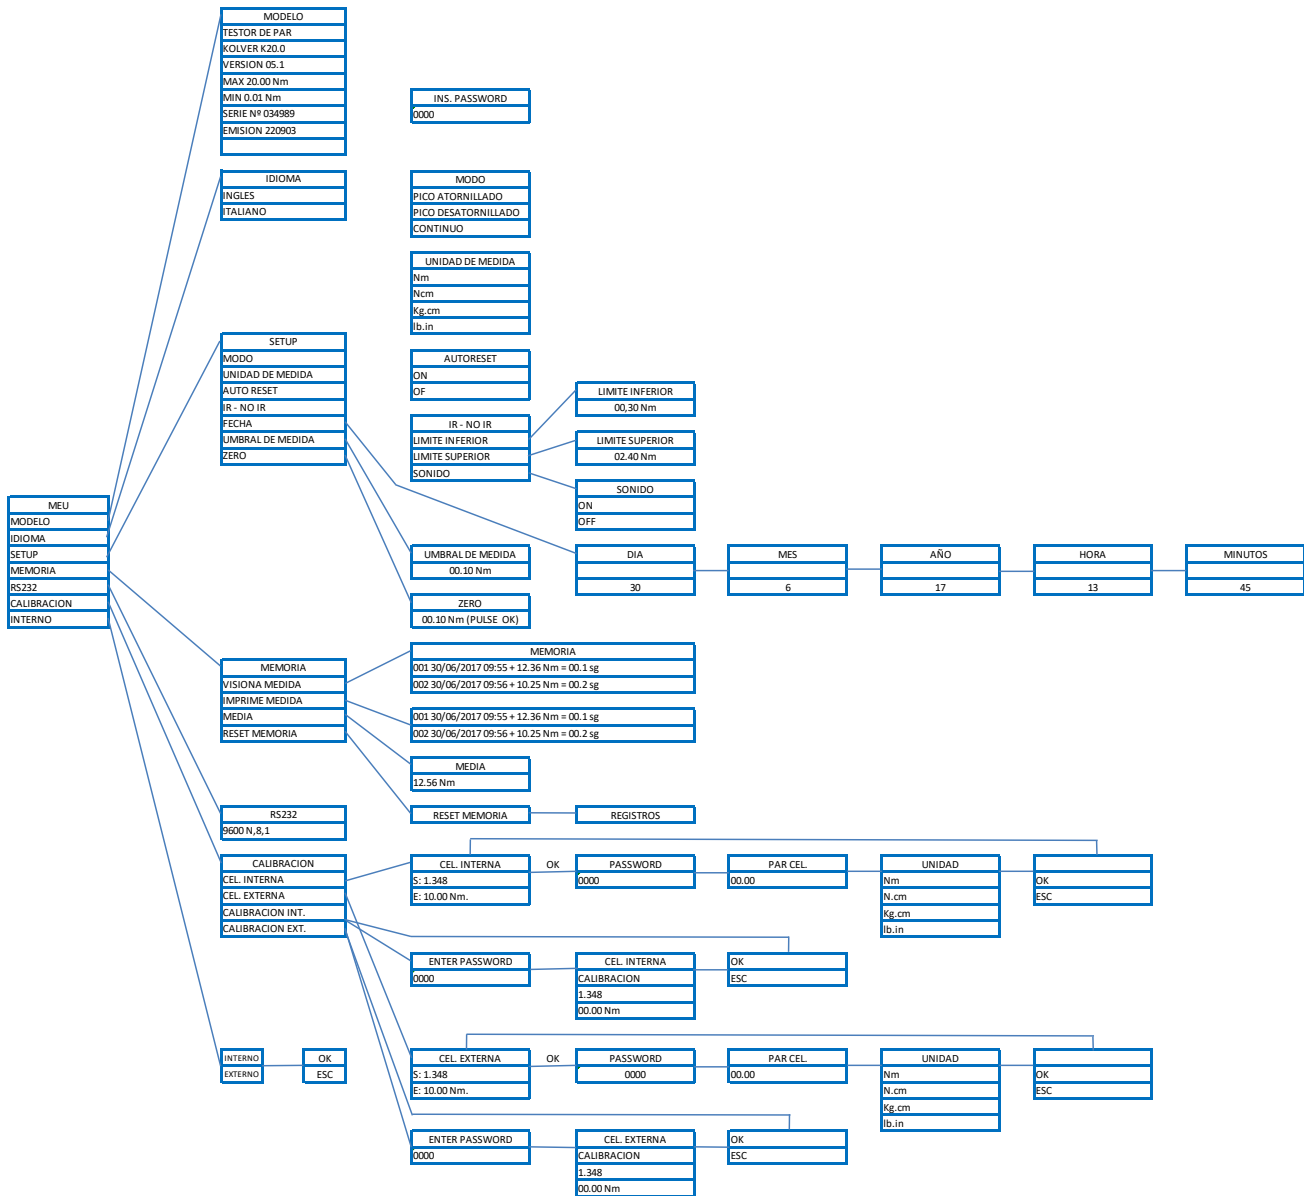 MODELO
TESTOR DE PAR
KOLVER K20.0
VERSION 05.1
MAX 20.00 Nm
MIN 0.01 Nm
SERIE Nº 034989
EMISION 220903
INS. PASSWORD
0000
IDIOMA
INGLES
ITALIANO
MODO
PICO ATORNILLADO
PICO DESATORNILLADO
CONTINUO
UNIDAD DE MEDIDA
Nm
Ncm
Kg.cm
lb.in
SETUP
MODO
UNIDAD DE MEDIDA
AUTO RESET
IR - NO IR
FECHA
UMBRAL DE MEDIDA
ZERO
AUTORESET
ON
OF
IR - NO IR
LIMITE INFERIOR
LIMITE SUPERIOR
SONIDO
LIMITE INFERIOR
00,30 Nm
LIMITE SUPERIOR
02.40 Nm
SONIDO
ON
OFF
MEU
MODELO
IDIOMA
SETUP
MEMORIA
RS232
CALIBRACION
INTERNO
UMBRAL DE MEDIDA
00.10 Nm
DIA
30
MES
6
AÑO
17
HORA
13
MINUTOS
45
ZERO
00.10 Nm (PULSE OK)
MEMORIA
VISIONA MEDIDA
IMPRIME MEDIDA
MEDIA
RESET MEMORIA
MEMORIA
001 30/06/2017 09:55 + 12.36 Nm = 00.1 sg
002 30/06/2017 09:56 + 10.25 Nm = 00.2 sg
001 30/06/2017 09:55 + 12.36 Nm = 00.1 sg
002 30/06/2017 09:56 + 10.25 Nm = 00.2 sg
MEDIA
12.56 Nm
RESET MEMORIA
REGISTROS
RS232
9600 N,8,1
CALIBRACION
CEL. INTERNA
CEL. EXTERNA
CALIBRACION INT.
CALIBRACION EXT.
CEL. INTERNA
S: 1.348
E: 10.00 Nm.
OK
PASSWORD
0000
PAR CEL.
00.00
UNIDAD
Nm
N.cm
Kg.cm
lb.in
OK
ESC
ENTER PASSWORD
0000
CEL. INTERNA
CALIBRACION
1.348
00.00 Nm
OK
ESC
INTERNO
EXTERNO
OK
ESC
CEL. EXTERNA
S: 1.348
E: 10.00 Nm.
OK
PASSWORD
0000
PAR CEL.
00.00
UNIDAD
Nm
N.cm
Kg.cm
lb.in
OK
ESC
ENTER PASSWORD
0000
CEL. EXTERNA
CALIBRACION
1.348
00.00 Nm
OK
ESC